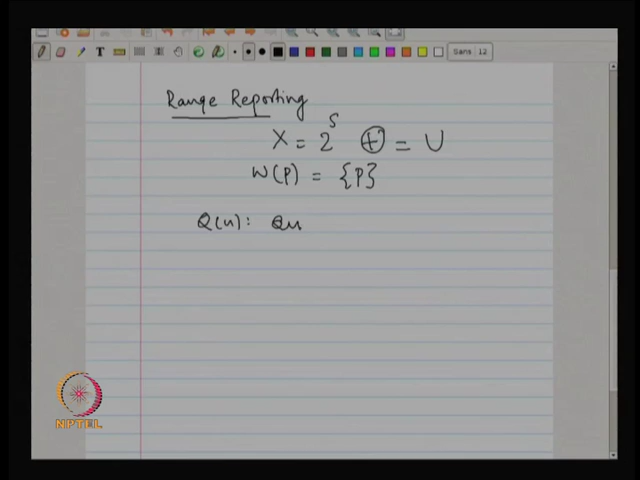 Sans 12
Range Reporting
X = 2^S ⊕ = ∪
W(p) = {p}
Q(n): Qu
NPTEL